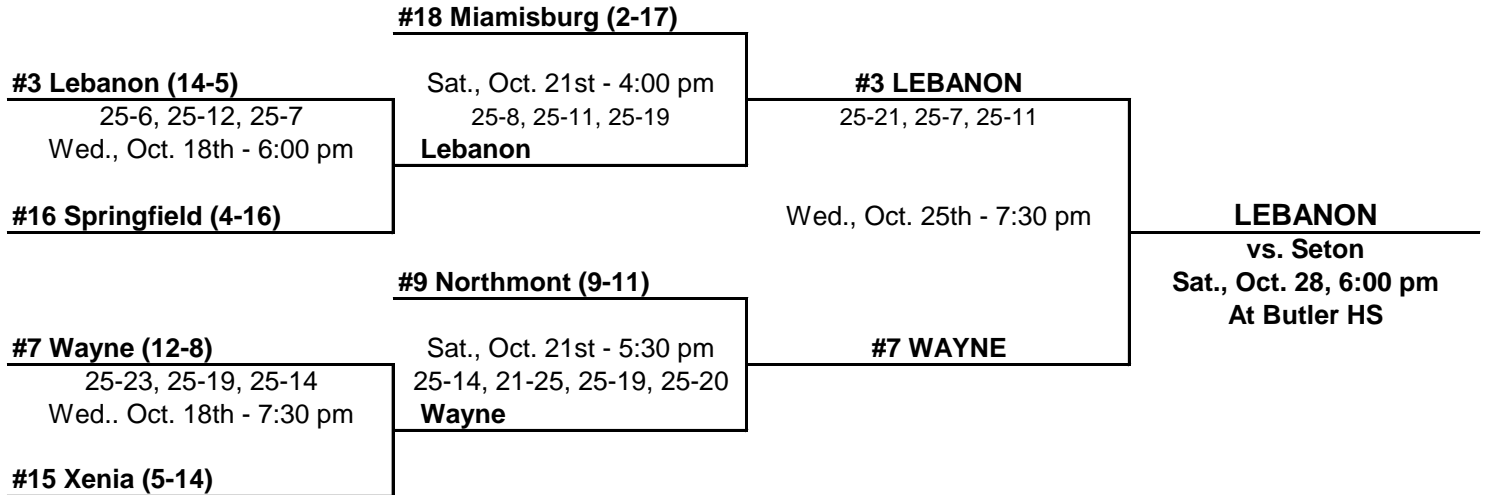 #18 Miamisburg (2-17)
#3 Lebanon (14-5)
Sat., Oct. 21st - 4:00 pm
#3 LEBANON
25-6, 25-12, 25-7
25-8, 25-11, 25-19
25-21, 25-7, 25-11
Wed., Oct. 18th - 6:00 pm
Lebanon
#16 Springfield (4-16)
Wed., Oct. 25th - 7:30 pm
LEBANON
vs. Seton
#9 Northmont (9-11)
Sat., Oct. 28, 6:00 pm
At Butler HS
#7 Wayne (12-8)
Sat., Oct. 21st - 5:30 pm
#7 WAYNE
25-23, 25-19, 25-14
25-14, 21-25, 25-19, 25-20
Wed.. Oct. 18th - 7:30 pm
Wayne
#15 Xenia (5-14)